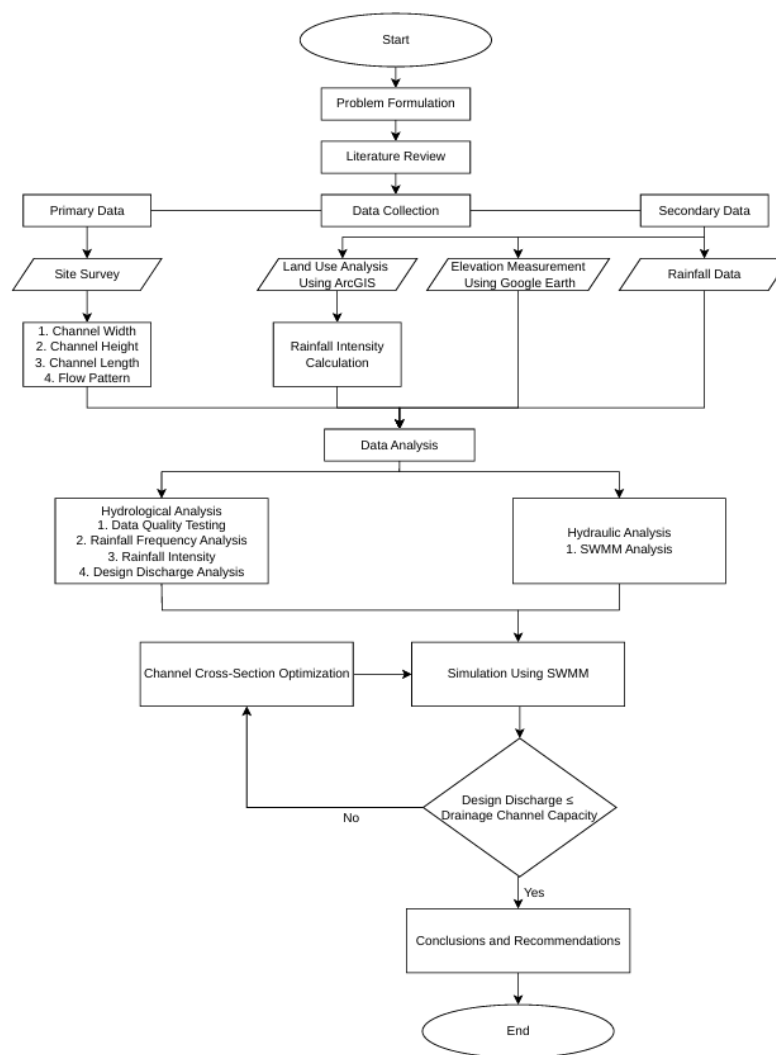 Start
Problem Formulation
Literature Review
Primary Data
Data Collection
Secondary Data
Site Survey
Land Use Analysis
Using ArcGIS
Elevation Measurement
Using Google Earth
Rainfall Data
1. Channel Width
2. Channel Height
3. Channel Length
4. Flow Pattern
Rainfall Intensity
Calculation
Data Analysis
Hydrological Analysis
1. Data Quality Testing
2. Rainfall Frequency Analysis
3. Rainfall Intensity
4. Design Discharge Analysis
Hydraulic Analysis
1. SWMM Analysis
Channel Cross-Section Optimization
Simulation Using SWMM
Design Discharge ≤
Drainage Channel Capacity
No
Yes
Conclusions and Recommendations
End